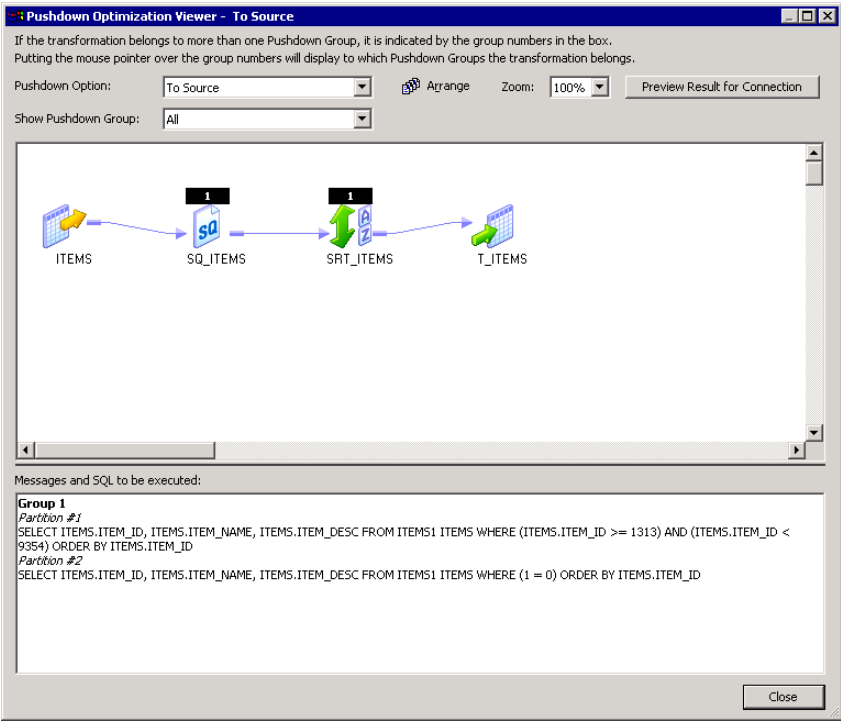 Pushdown Optimization Viewer - To Source
If the transformation belongs to more than one Pushdown Group, it is indicated by the group numbers in the box.
Putting the mouse pointer over the group numbers will display to which Pushdown Groups the transformation belongs.
Pushdown Option: To Source Arrange Zoom: 100% Preview Result for Connection
Show Pushdown Group: All
1 1
SQ A Z
ITEMS SQ_ITEMS SRT_ITEMS T_ITEMS
Messages and SQL to be executed:
Group 1
Partition #1
SELECT ITEMS.ITEM_ID, ITEMS.ITEM_NAME, ITEMS.ITEM_DESC FROM ITEMS1 ITEMS WHERE (ITEMS.ITEM_ID >= 1313) AND (ITEMS.ITEM_ID <
9354) ORDER BY ITEMS.ITEM_ID
Partition #2
SELECT ITEMS.ITEM_ID, ITEMS.ITEM_NAME, ITEMS.ITEM_DESC FROM ITEMS1 ITEMS WHERE (1 = 0) ORDER BY ITEMS.ITEM_ID
Close